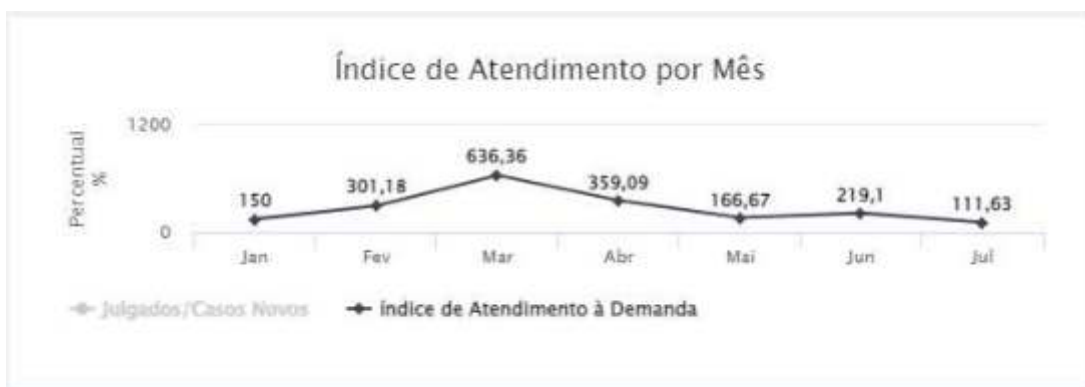 Índice de Atendimento por Mês
Percentual
%
1200
0
150
301,18
636,36
359,09
166,67
219,1
111,63
Jan Fev Mar Abr Mai Jun Jul
Julgados/Casos Novos Índice de Atendimento à Demanda